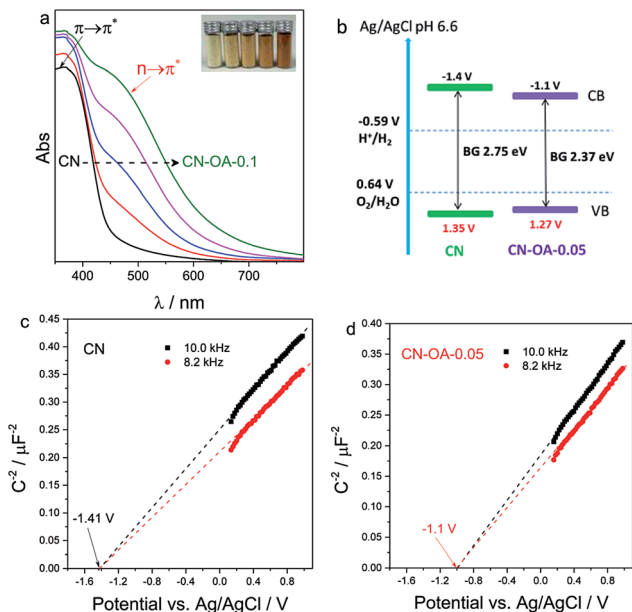 a
π→π*
n→π*
CN
CN-OA-0.1
Abs
400 500 600 700
λ / nm
b
Ag/AgCl pH 6.6
-1.4 V
-1.1 V
CB
-0.59 V
H⁺/H₂
BG 2.75 eV
BG 2.37 eV
0.64 V
O₂/H₂O
VB
1.35 V
1.27 V
CN
CN-OA-0.05
c
CN
10.0 kHz
8.2 kHz
0.45
0.40
0.35
0.30
0.25
0.20
0.15
0.10
0.05
0.00
C⁻² / μF⁻²
-1.41 V
-1.6 -1.2 -0.8 -0.4 0.0 0.4 0.8
Potential vs. Ag/AgCl / V
d
CN-OA-0.05
10.0 kHz
8.2 kHz
0.40
0.35
0.30
0.25
0.20
0.15
0.10
0.05
0.00
C⁻² / μF⁻²
-1.1 V
-1.6 -1.2 -0.8 -0.4 0.0 0.4 0.8
Potential vs. Ag/AgCl / V